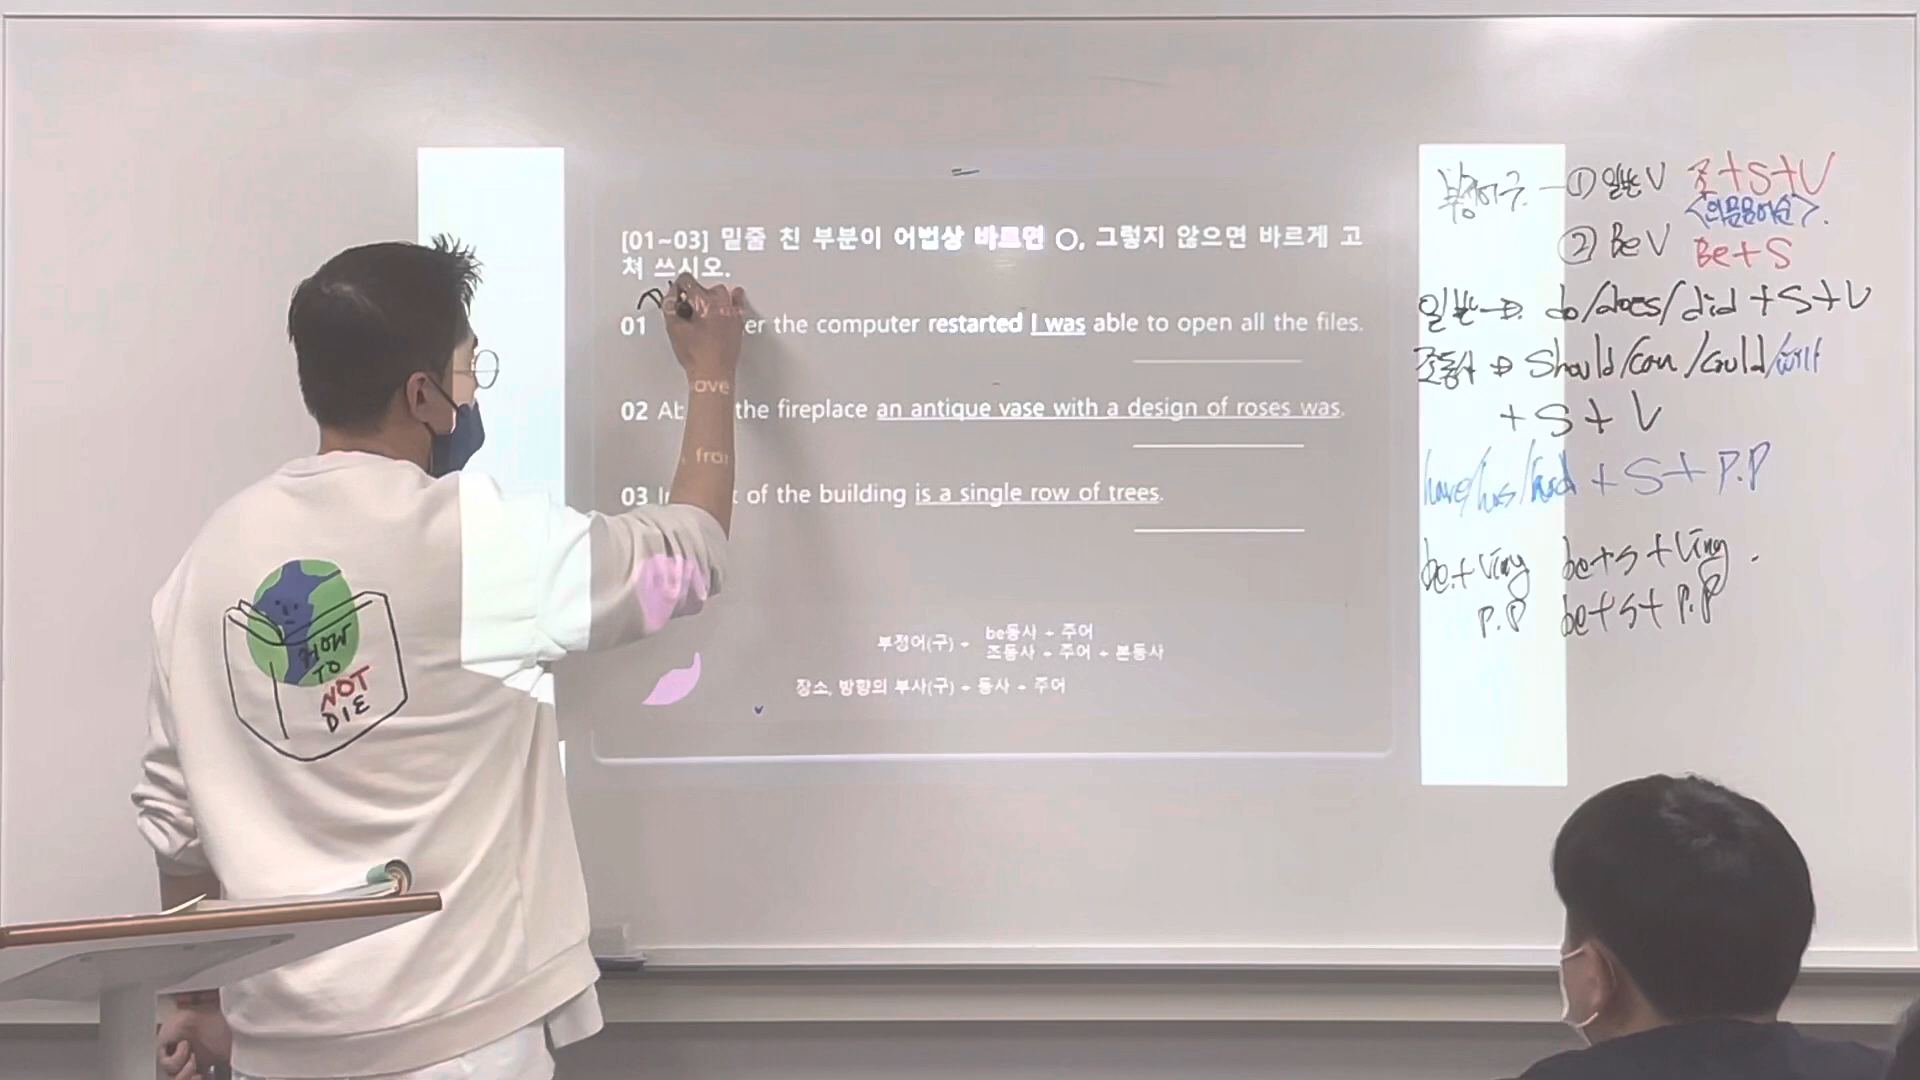 [01~03] 밑줄 친 부분이 어법상 바르면 ○, 그렇지 않으면 바르게 고
쳐 쓰시오.
01 er the computer restarted I was able to open all the files.
02 the fireplace an antique vase with a design of roses was.
03 of the building is a single row of trees.
부정어(구) + be동사 + 주어
조동사 + 주어 + 본동사
장소, 방향의 부사(구) + 동사 + 주어
부정어구 - ① 일반V 조+S+V
<의문문어순>.
② Be V Be+S
일반 → do/does/did +S+V
조동사 → Should/can/could/will
+ S + V
have/has/had + S + P.P
be+Ving be+S+Ving.
P.P be+S+P.P
HOW
TO
NOT
DIE